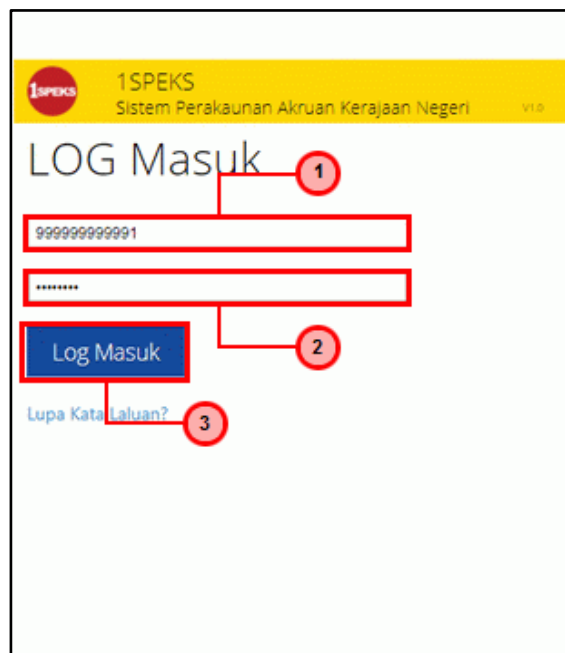 1SPEKS
1SPEKS
Sistem Perakaunan Akruan Kerajaan Negeri
V1.0
LOG Masuk
1
999999999991
••••••••
2
Log Masuk
Lupa Kata Laluan?
3